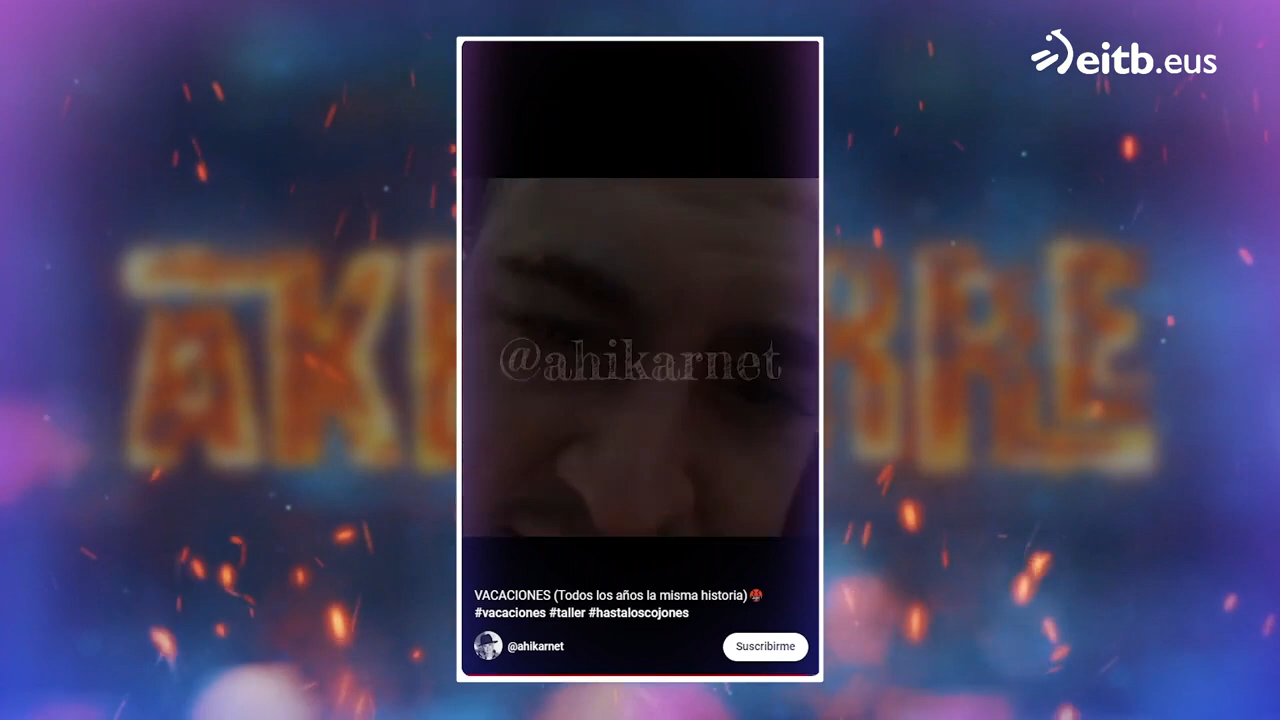 eitb.eus
@ahikarnet
VACACIONES (Todos los años la misma historia)
#vacaciones #taller #hastaloscojones
@ahikarnet
Suscribirme